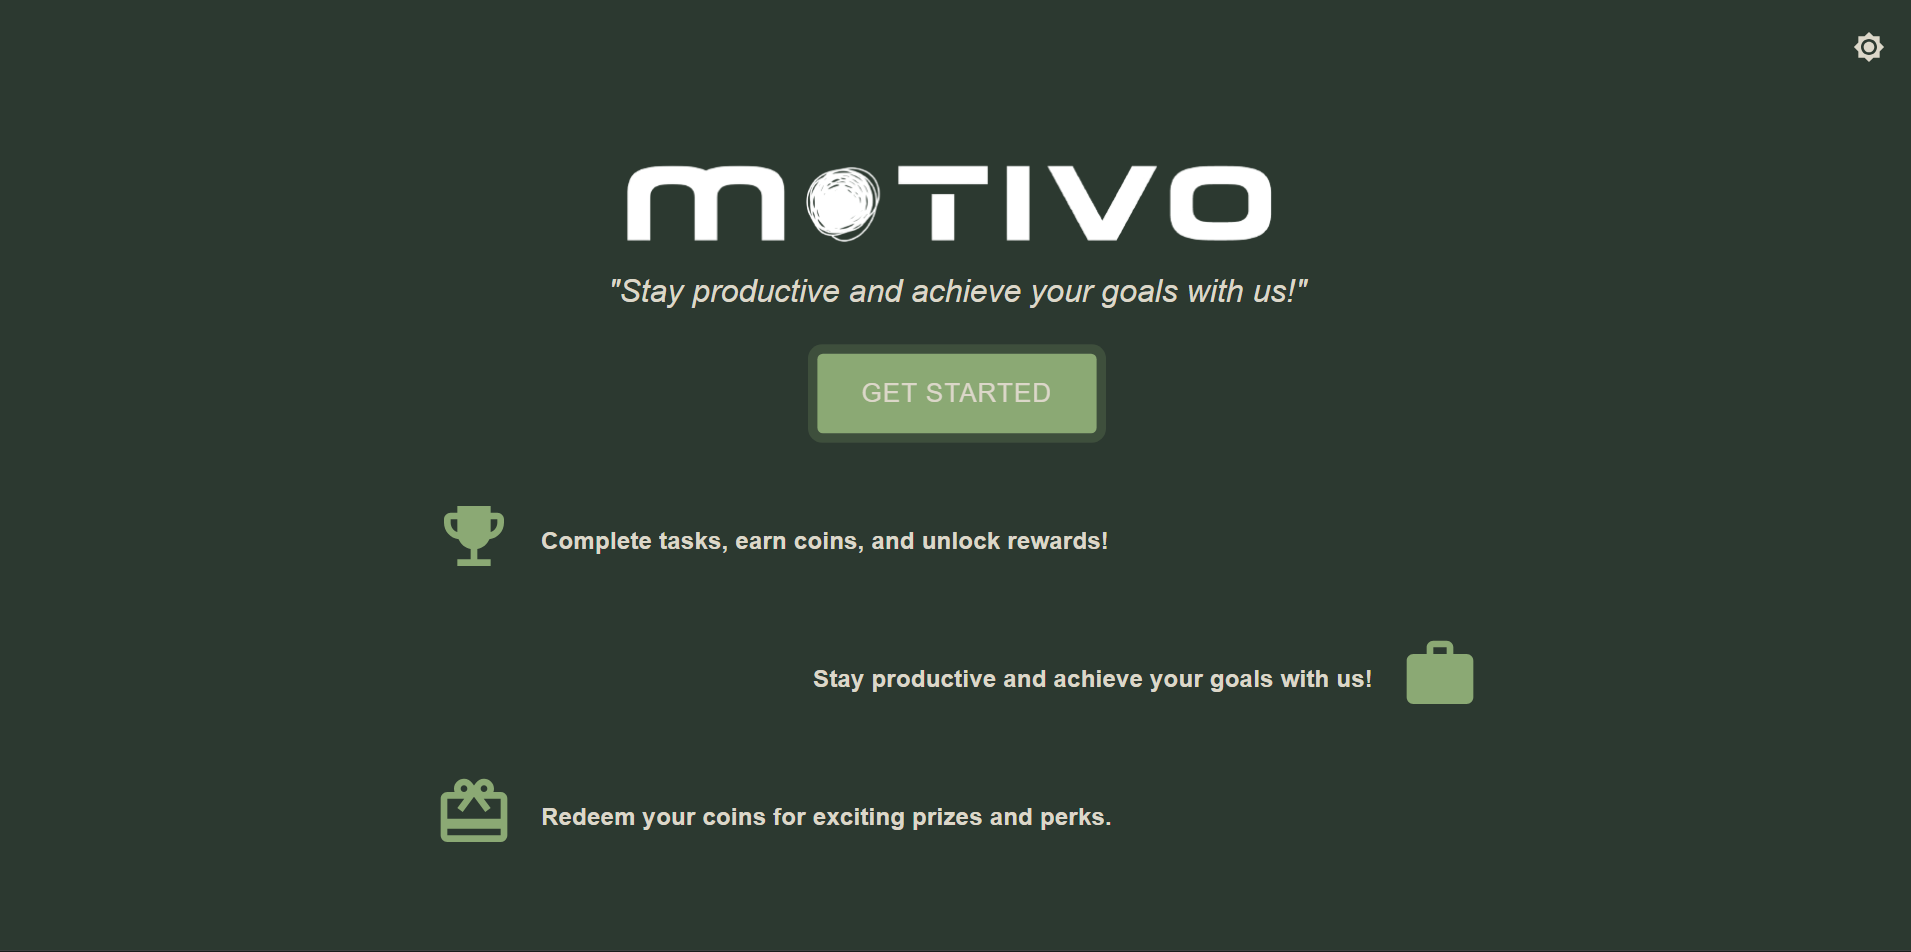 MOTIVO
"Stay productive and achieve your goals with us!"
GET STARTED
Complete tasks, earn coins, and unlock rewards!
Stay productive and achieve your goals with us!
Redeem your coins for exciting prizes and perks.